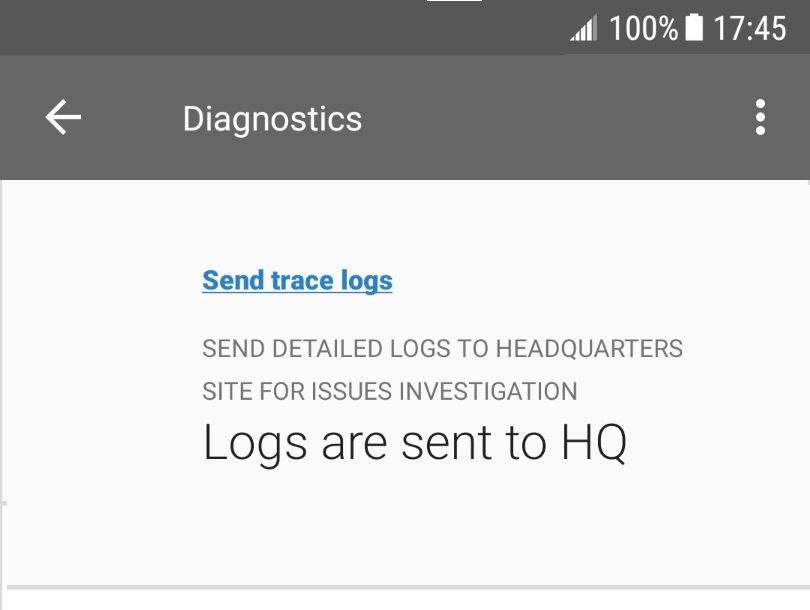 100% 17:45
Diagnostics
Send trace logs
SEND DETAILED LOGS TO HEADQUARTERS
SITE FOR ISSUES INVESTIGATION
Logs are sent to HQ